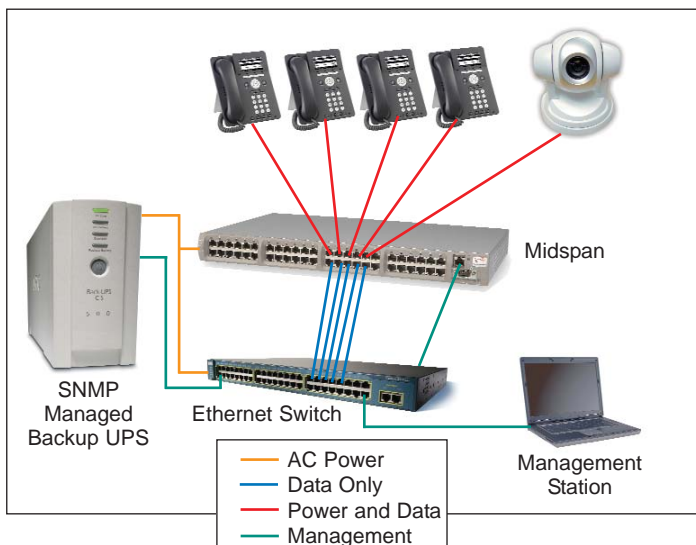 Midspan
SNMP
Managed
Backup UPS
Ethernet Switch
Management
Station
AC Power
Data Only
Power and Data
Management